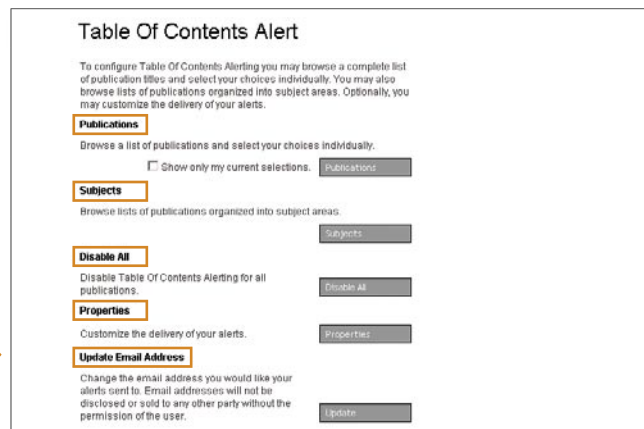 Table Of Contents Alert
To configure Table Of Contents Alerting you may browse a complete list
of publication titles and select your choices individually. You may also
browse lists of publications organized into subject areas. Optionally, you
may customize the delivery of your alerts.
Publications
Browse a list of publications and select your choices individually.
Show only my current selections. Publications
Subjects
Browse lists of publications organized into subject areas.
Subjects
Disable All
Disable Table Of Contents Alerting for all
publications. Disable All
Properties
Customize the delivery of your alerts. Properties
Update Email Address
Change the email address you would like your
alerts sent to. Email addresses will not be
disclosed or sold to any other party without the
permission of the user. Update